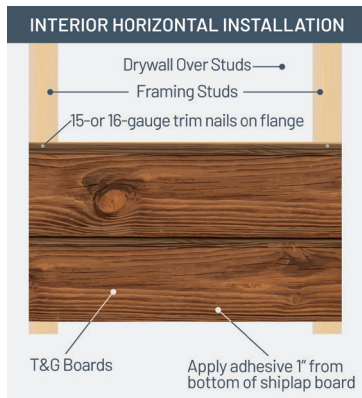 INTERIOR HORIZONTAL INSTALLATION
Drywall Over Studs
Framing Studs
15-or 16-gauge trim nails on flange
T&G Boards
Apply adhesive 1" from
bottom of shiplap board